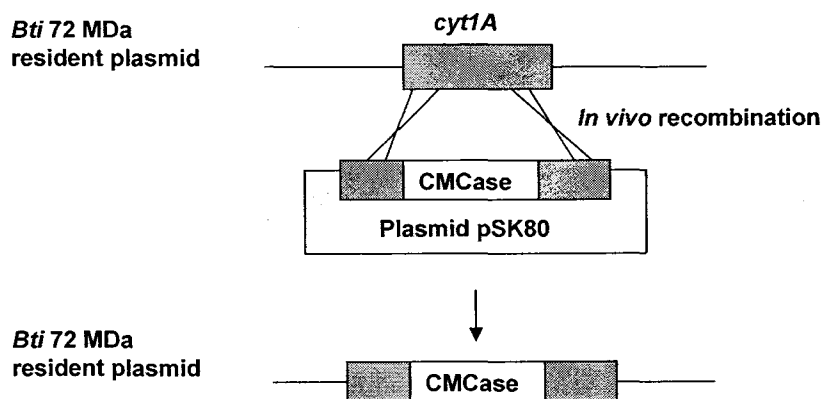 Bti 72 MDa
resident plasmid
cyt1A
In vivo recombination
CMCase
Plasmid pSK80
Bti 72 MDa
resident plasmid
CMCase